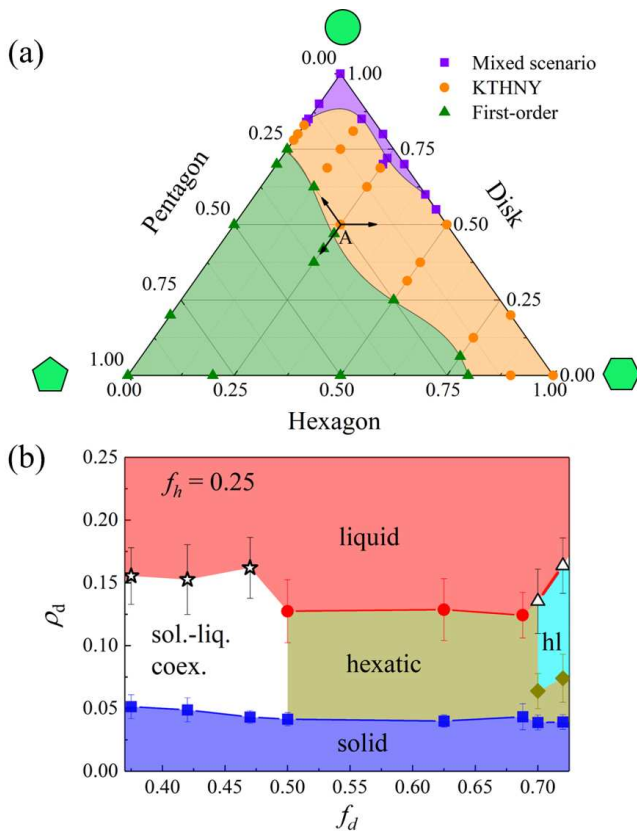 (a)
0.00
1.00
Mixed scenario
KTHNY
First-order
0.25
0.75
Pentagon
Disk
0.50
0.50
A
0.75
0.25
1.00
0.00
0.00
0.25
0.50
0.75
1.00
Hexagon
(b)
0.25
f_h = 0.25
0.20
liquid
0.15
ρ_d
sol.-liq.
coex.
hexatic
hl
0.10
0.05
solid
0.00
0.40
0.45
0.50
0.55
0.60
0.65
0.70
f_d